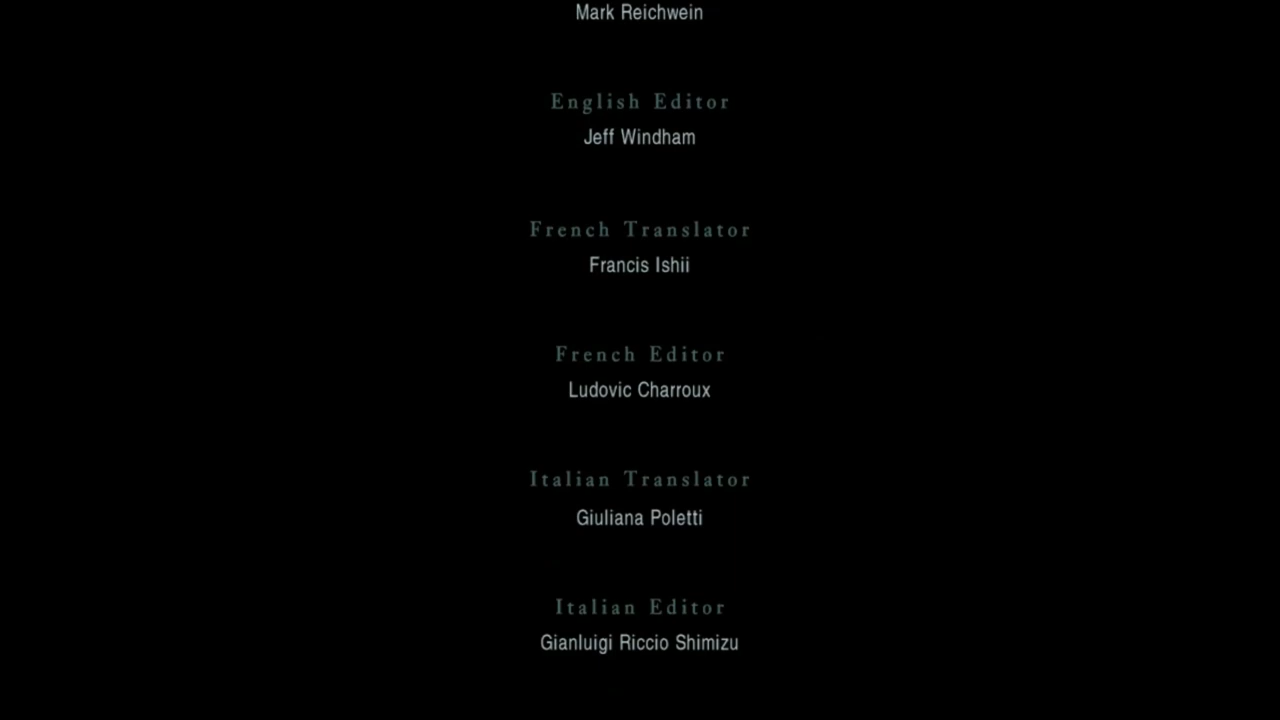 Mark Reichwein
English Editor
Jeff Windham
French Translator
Francis Ishii
French Editor
Ludovic Charroux
Italian Translator
Giuliana Poletti
Italian Editor
Gianluigi Riccio Shimizu